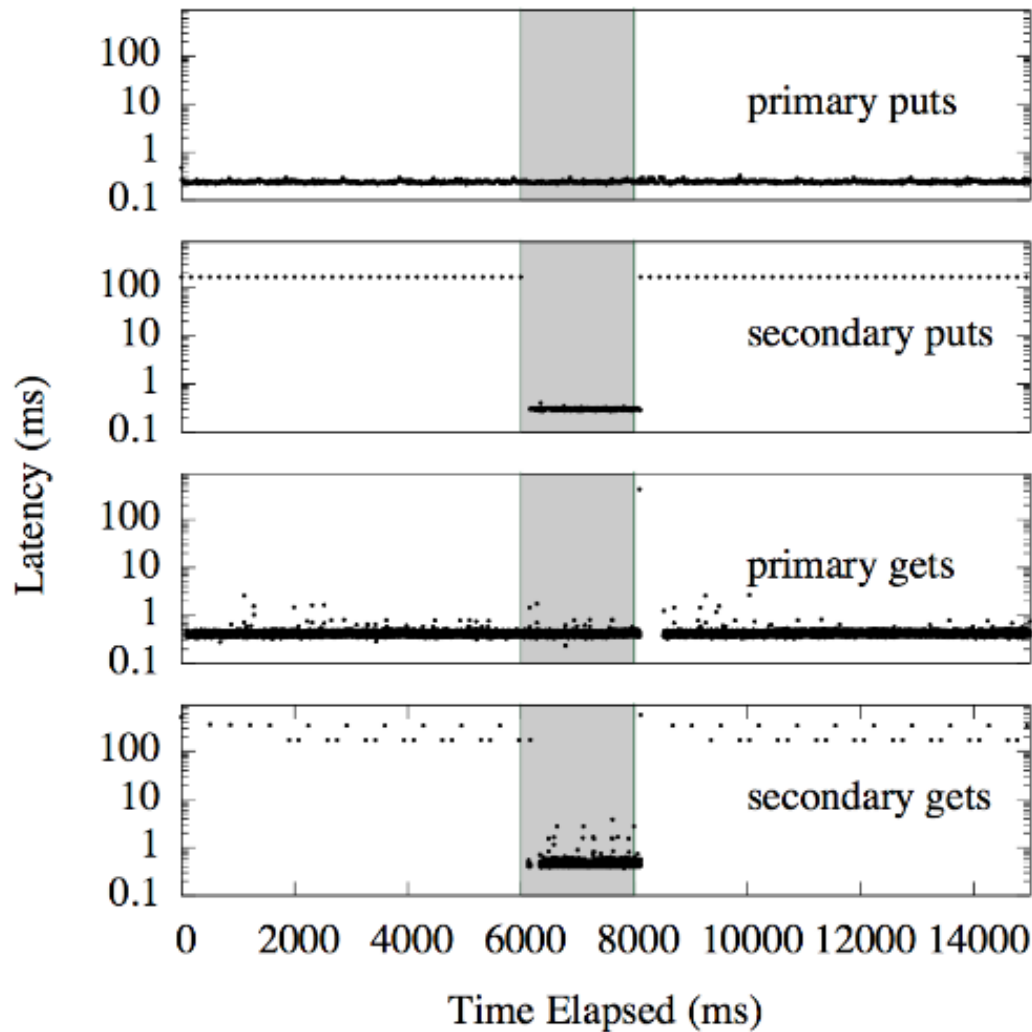 100
10
1
0.1
primary puts
100
10
1
0.1
secondary puts
Latency (ms)
100
10
1
0.1
primary gets
100
10
1
0.1
secondary gets
0 2000 4000 6000 8000 10000 12000 14000
Time Elapsed (ms)